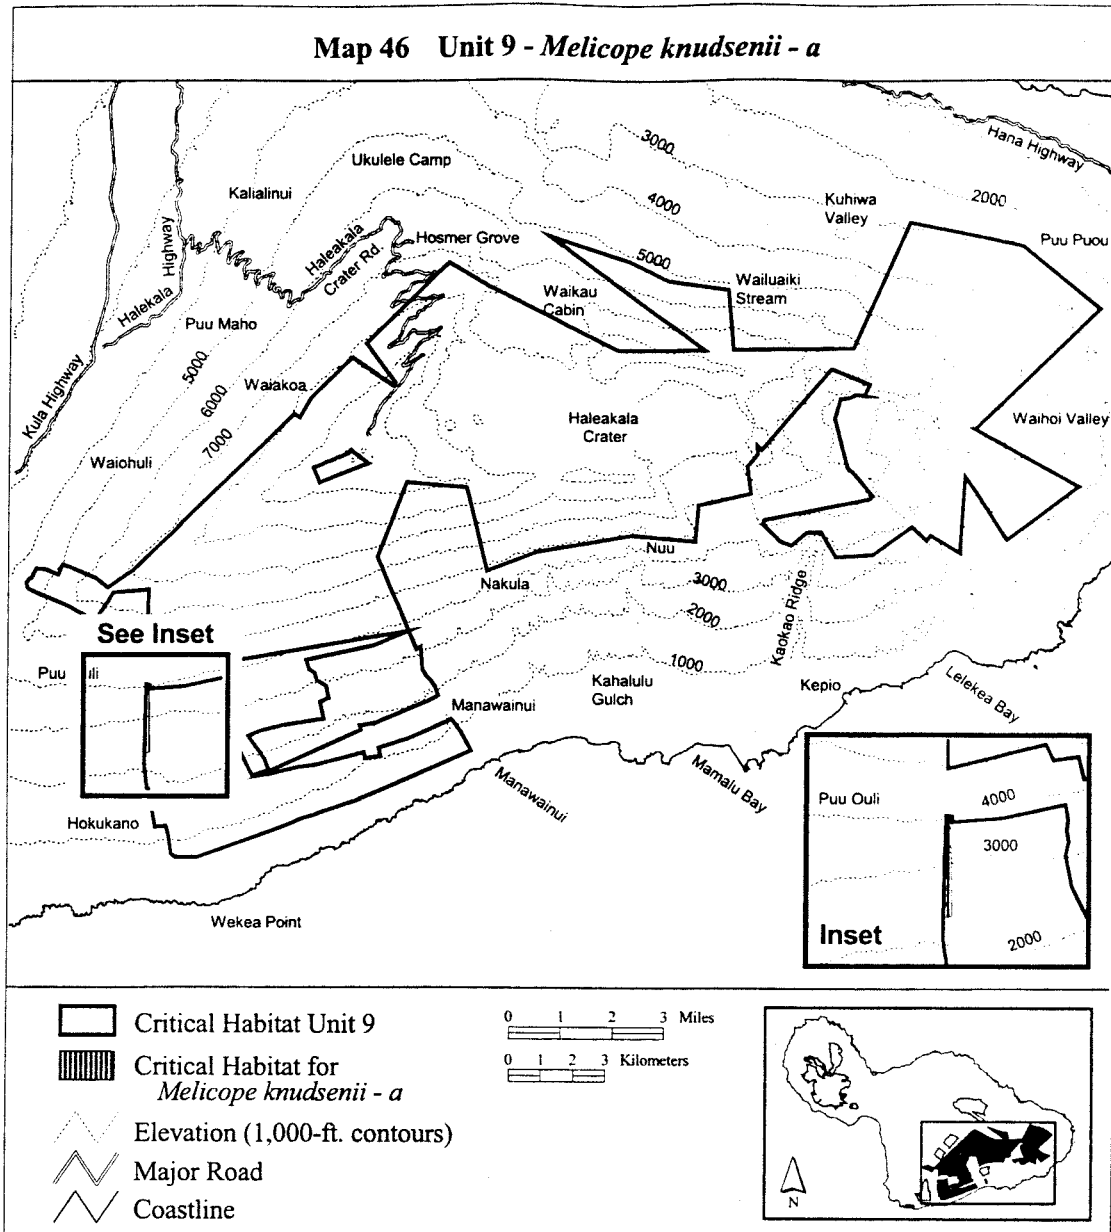 Map 46 Unit 9 - Melicope knudsenii - a
Hana Highway
3000
Ukulele Camp
Kalialinui
2000
4000
Kuhiwa
Valley
Haleakala
Crater Rd.
Hosmer Grove
Puu Puou
Halekala Highway
5000
Wailuaiki
Stream
Waikau
Cabin
Puu Maho
5000
Kula Highway
Waiakoa
6000
Haleakala
Crater
Waihoi Valley
7000
Waiohuli
Nuu
Nakula
3000
2000
Kaokao Ridge
See Inset
1000
Puu
uli
Kahalulu
Gulch
Kepio
Lelekea Bay
Manawainui
Mamalu Bay
Manawainui
Puu Ouli
4000
3000
Hokukano
Wekea Point
Inset
2000
Critical Habitat Unit 9
Critical Habitat for
Melicope knudsenii - a
Elevation (1,000-ft. contours)
Major Road
Coastline
0 1 2 3 Miles
0 1 2 3 Kilometers
N